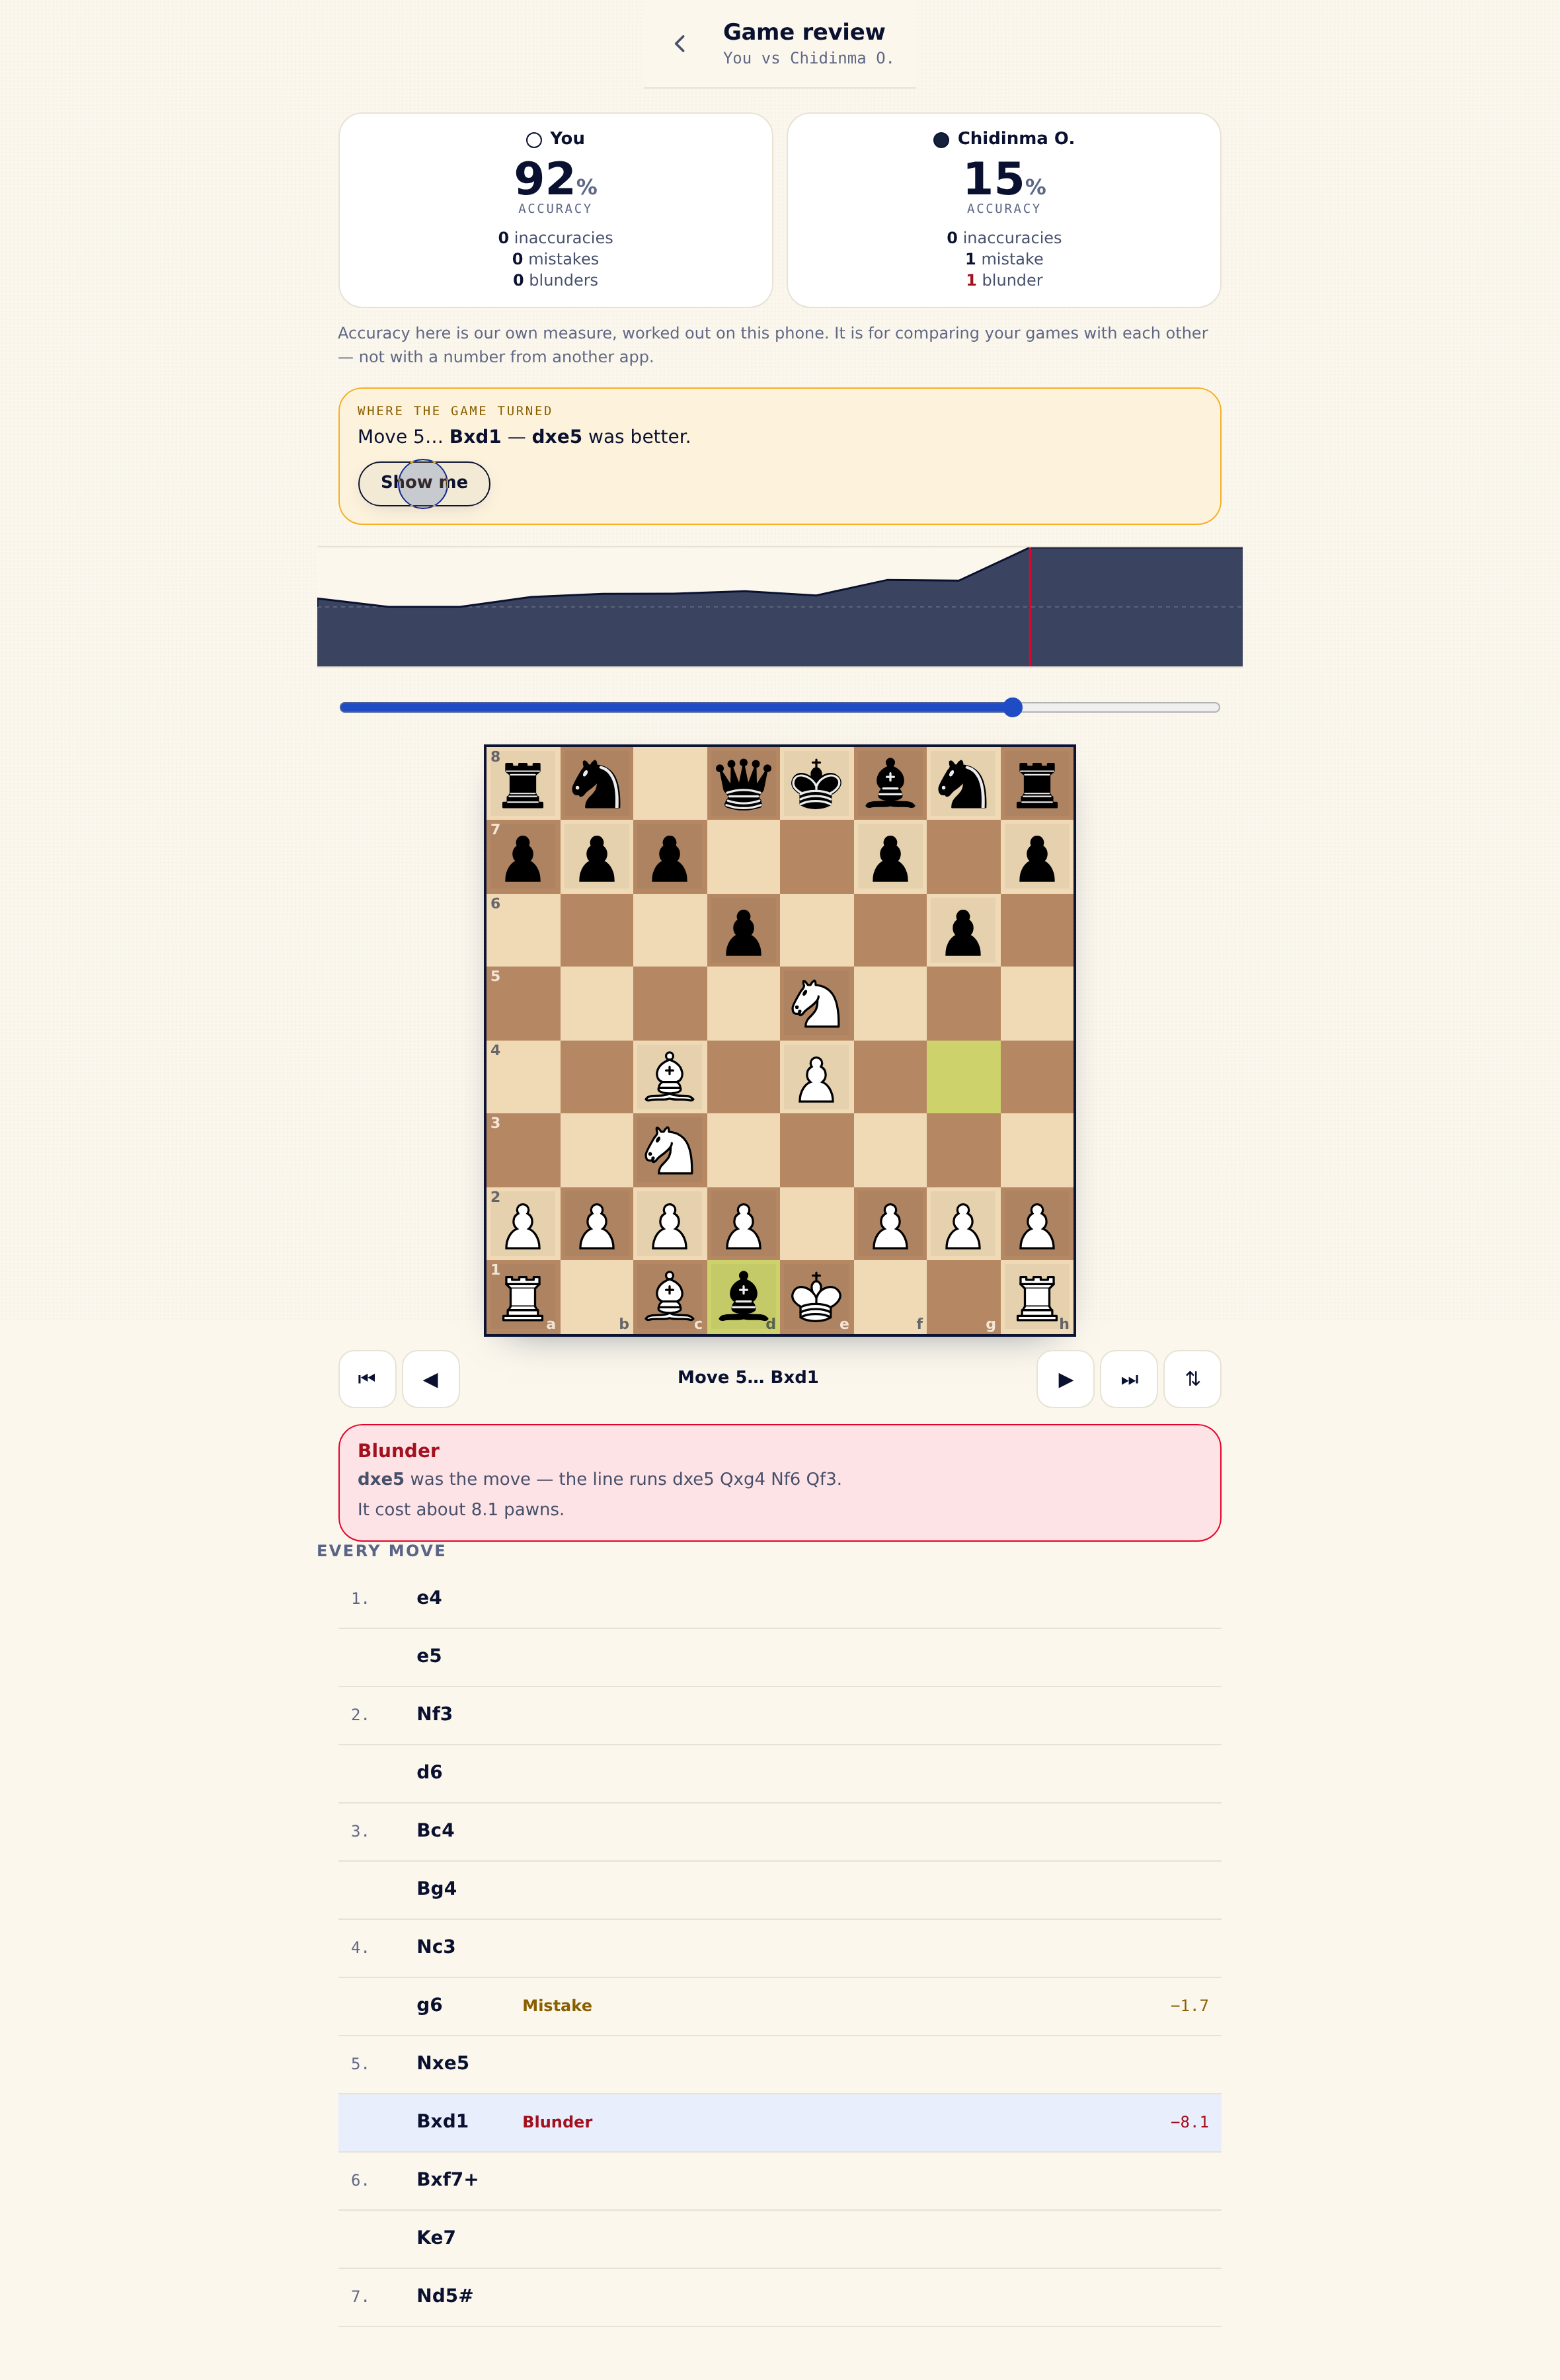 Game review
You vs Chidinma O.
You
92%
ACCURACY
0 inaccuracies
0 mistakes
0 blunders
Chidinma O.
15%
ACCURACY
0 inaccuracies
1 mistake
1 blunder
Accuracy here is our own measure, worked out on this phone. It is for comparing your games with each other
— not with a number from another app.
WHERE THE GAME TURNED
Move 5… Bxd1 — dxe5 was better.
Show me
8
7
6
5
4
3
2
1
a b c d e f g h
Move 5… Bxd1
Blunder
dxe5 was the move — the line runs dxe5 Qxg4 Nf6 Qf3.
It cost about 8.1 pawns.
EVERY MOVE
1. e4
e5
2. Nf3
d6
3. Bc4
Bg4
4. Nc3
g6 Mistake −1.7
5. Nxe5
Bxd1 Blunder −8.1
6. Bxf7+
Ke7
7. Nd5#